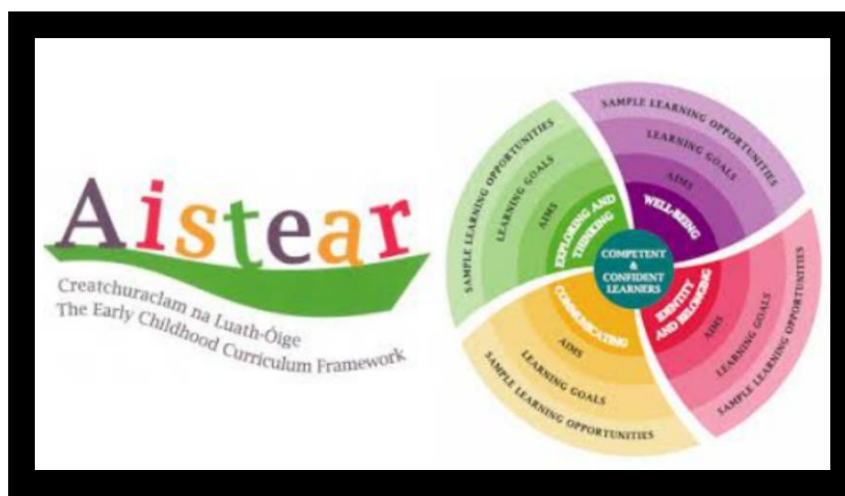 Aistear
Creatchuraclam na Luath-Óige
The Early Childhood Curriculum Framework
SAMPLE LEARNING OPPORTUNITIES
LEARNING GOALS
AIMS
EXPLORING AND
THINKING
SAMPLE LEARNING OPPORTUNITIES
LEARNING GOALS
AIMS
WELL-BEING
COMPETENT
&
CONFIDENT
LEARNERS
COMMUNICATING
AIMS
LEARNING GOALS
SAMPLE LEARNING OPPORTUNITIES
IDENTITY
AND BELONGING
AIMS
LEARNING GOALS
SAMPLE LEARNING OPPORTUNITIES